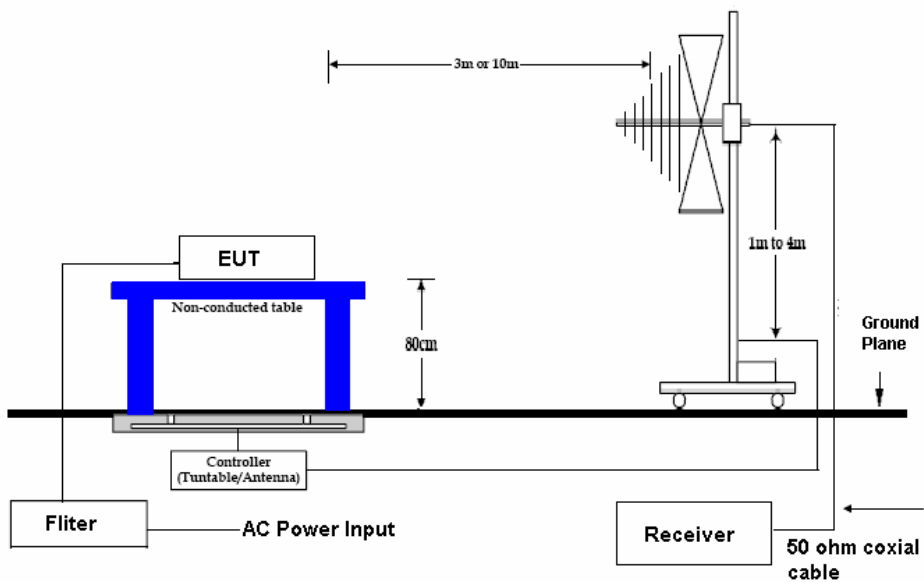 3m or 10m
EUT
Non-conducted table
80cm
1m to 4m
Ground
Plane
Controller
(Tuntable/Antenna)
Fliter
AC Power Input
Receiver
50 ohm coxial
cable